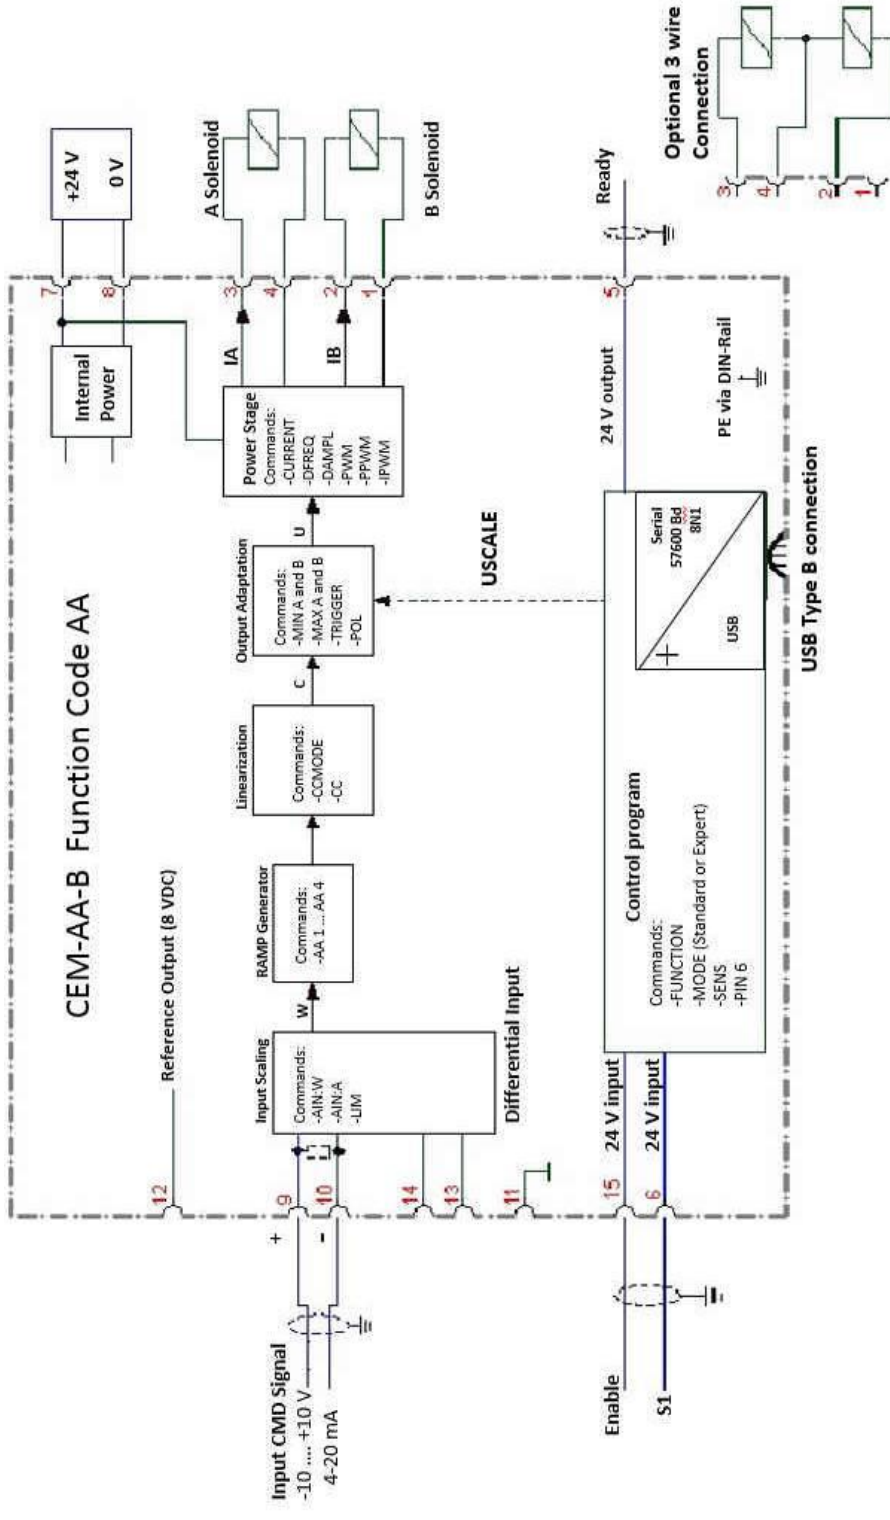 CEM-AA-B Function Code AA
+24 V
0 V
7
8
Internal
Power
12
Reference Output (8 VDC)
Input CMD Signal
-10 .... +10 V
4-20 mA
+
-
9
10
14
13
11
Input Scaling
Commands:
-AIN:W
-AIN:A
-LIM
Differential Input
W
RAMP Generator
Commands:
-AA 1 ... AA 4
Linearization
Commands:
-CCMODE
-CC
C
Output Adaptation
Commands:
-MIN A and B
-MAX A and B
-TRIGGER
-POL
U
Power Stage
Commands:
-CURRENT
-DFREQ
-DAMPL
-PWM
-PPWM
-IPWM
IA
IB
3
4
2
1
A Solenoid
B Solenoid
USCALE
Enable
S1
15
6
24 V input
24 V input
Control program
Commands:
-FUNCTION
-MODE (Standard or Expert)
-SENS
-PIN 6
Serial
57600 Bd
8N1
USB
24 V output
5
Ready
PE via DIN-Rail
USB Type B connection
Optional 3 wire
Connection
3
4
2
1